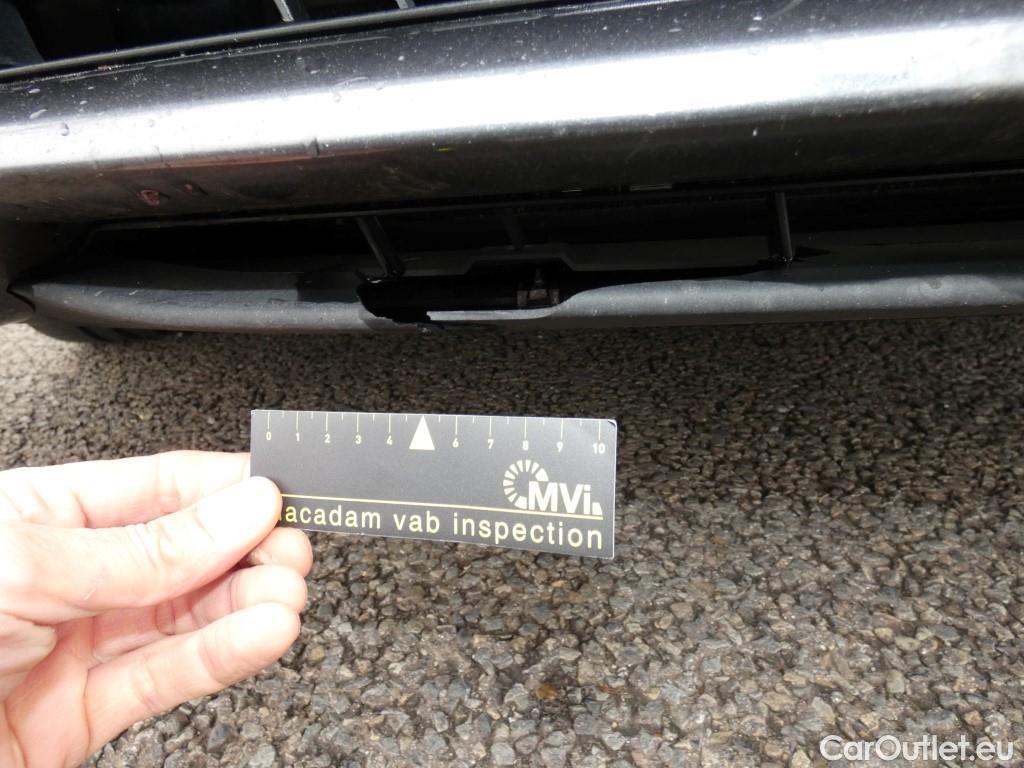 0 1 2 3 4 6 7 8 9 10
MVi
acadam vab inspection
CarOutlet.eu